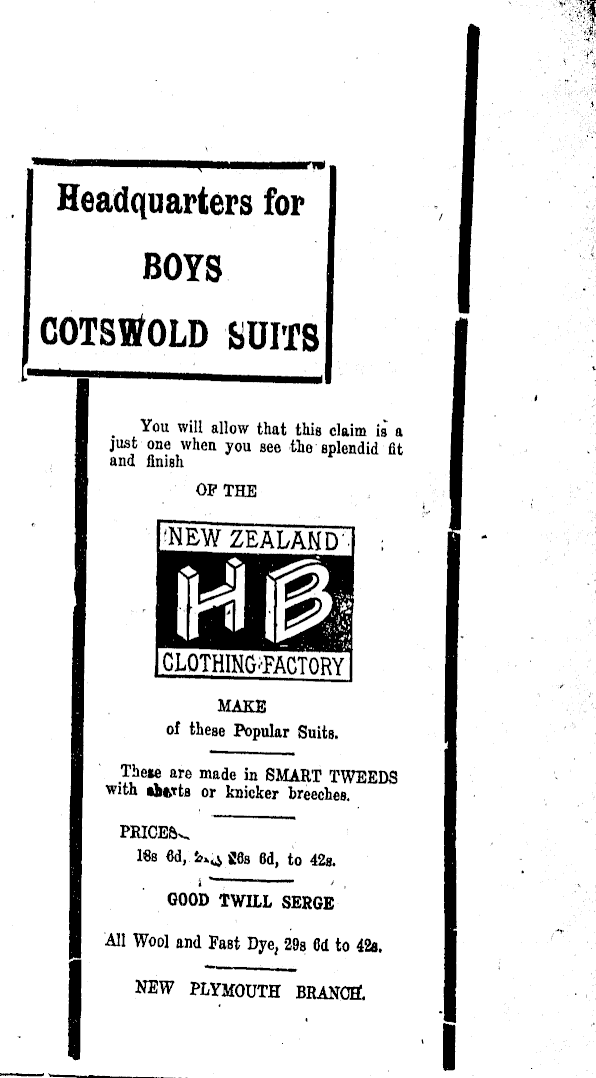 Headquarters for
BOYS
COTSWOLD SUITS
You will allow that this claim is a
just one when you see the splendid fit
and finish
OF THE
NEW ZEALAND
HB
CLOTHING FACTORY
MAKE
of these Popular Suits.
These are made in SMART TWEEDS
with shorts or knicker breeches.
PRICES—
18s 6d, 26s 6d, to 42s.
GOOD TWILL SERGE
All Wool and Fast Dye, 29s 6d to 42s.
NEW PLYMOUTH BRANCH.